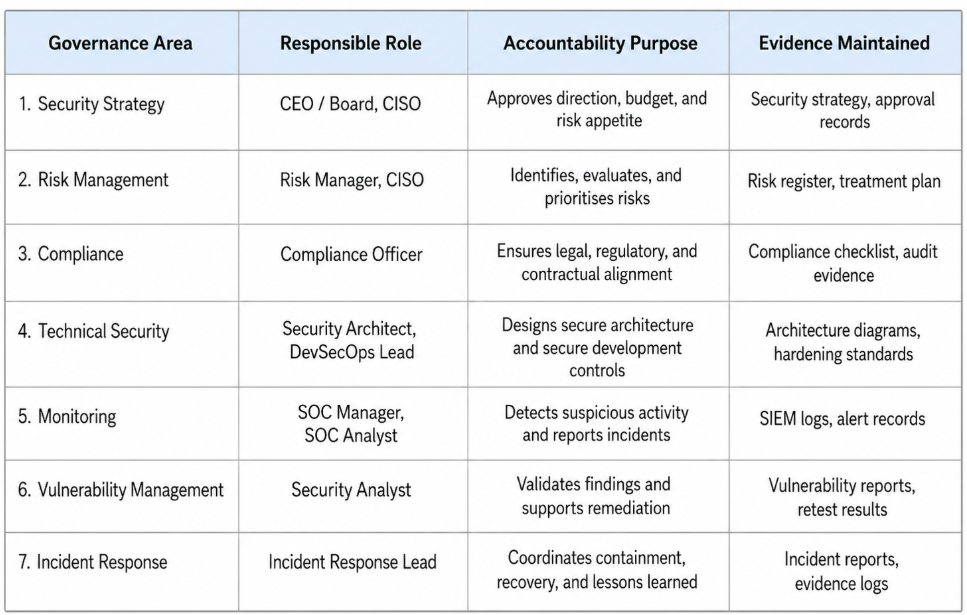 Governance Area
Responsible Role
Accountability Purpose
Evidence Maintained
1. Security Strategy
CEO / Board, CISO
Approves direction, budget, and
risk appetite
Security strategy, approval
records
2. Risk Management
Risk Manager, CISO
Identifies, evaluates, and
prioritises risks
Risk register, treatment plan
3. Compliance
Compliance Officer
Ensures legal, regulatory, and
contractual alignment
Compliance checklist, audit
evidence
4. Technical Security
Security Architect,
DevSecOps Lead
Designs secure architecture
and secure development
controls
Architecture diagrams,
hardening standards
5. Monitoring
SOC Manager,
SOC Analyst
Detects suspicious activity
and reports incidents
SIEM logs, alert records
6. Vulnerability Management
Security Analyst
Validates findings and
supports remediation
Vulnerability reports,
retest results
7. Incident Response
Incident Response Lead
Coordinates containment,
recovery, and lessons learned
Incident reports,
evidence logs